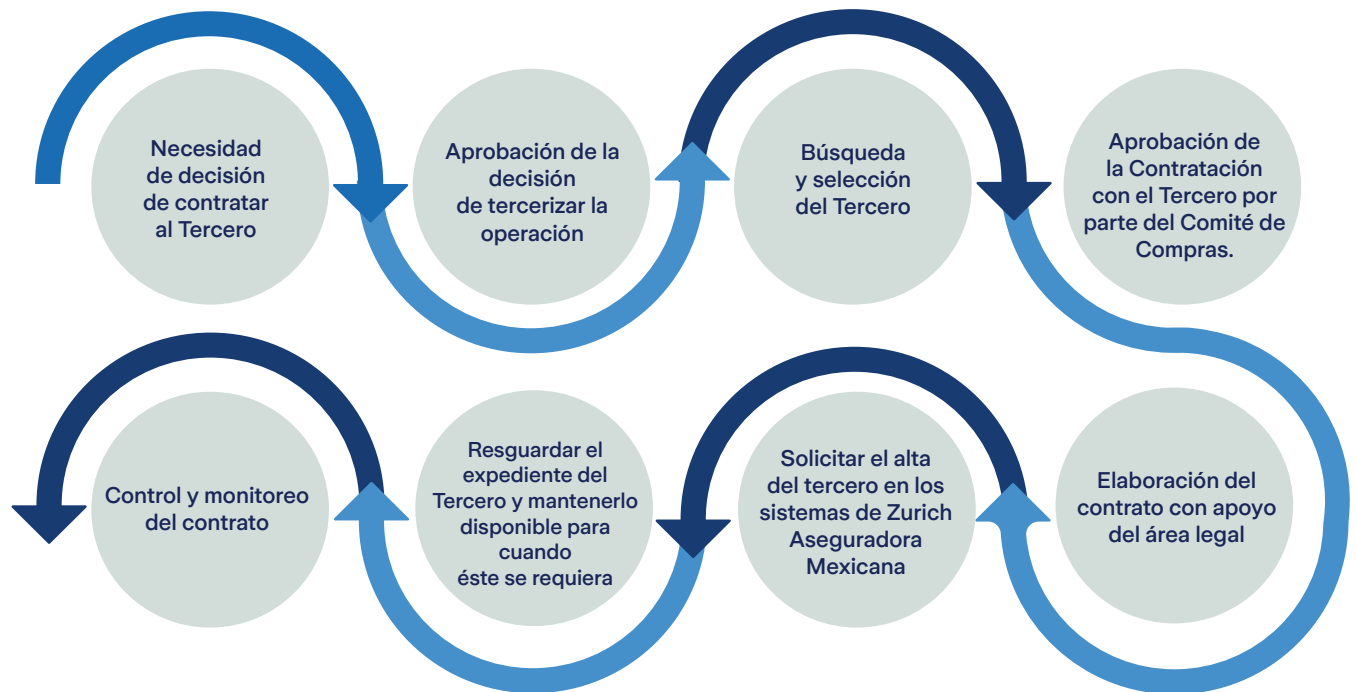 Necesidad
de decisión
de contratar
al Tercero
Aprobación de la
decisión
de tercerizar la
operación
Búsqueda
y selección
del Tercero
Aprobación de
la Contratación
con el Tercero por
parte del Comité de
Compras.
Elaboración del
contrato con apoyo
del área legal
Solicitar el alta
del tercero en los
sistemas de Zurich
Aseguradora
Mexicana
Resguardar el
expediente del
Tercero y mantenerlo
disponible para
cuando
éste se requiera
Control y monitoreo
del contrato